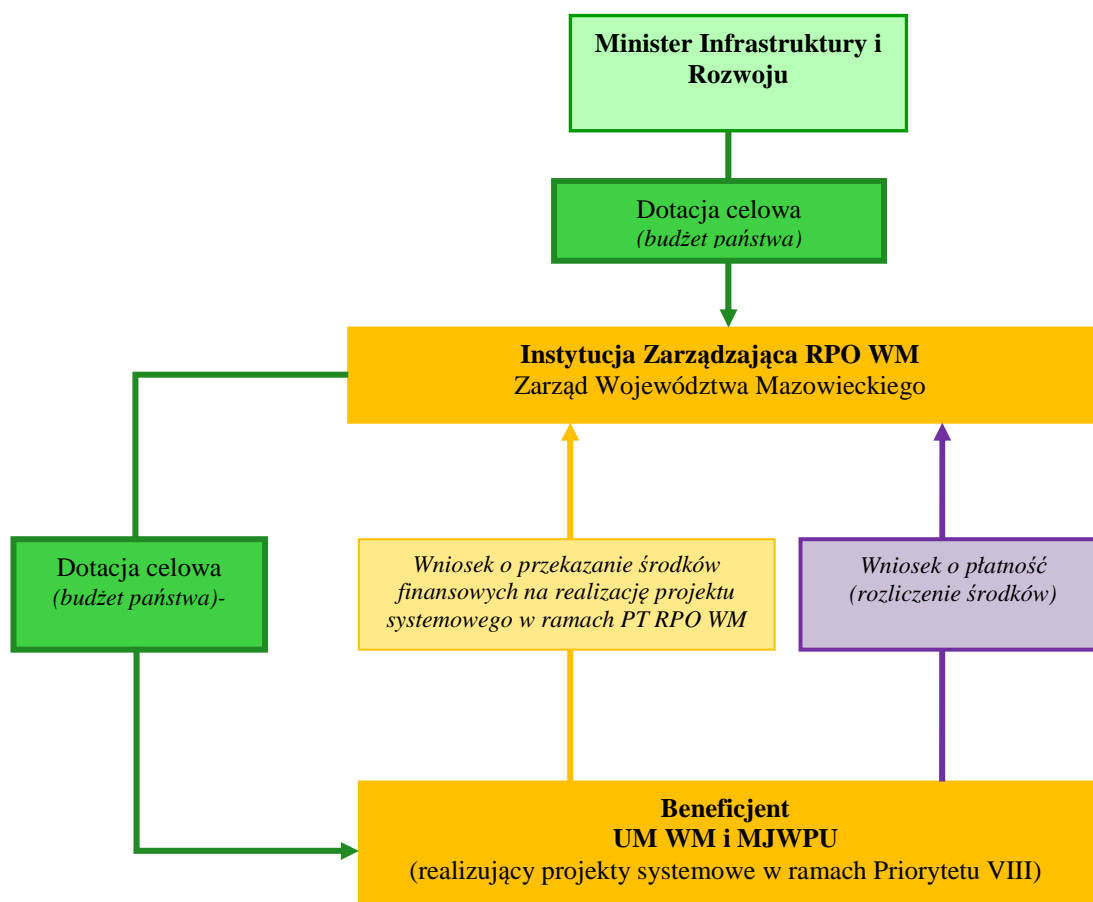 Minister Infrastruktury i
Rozwoju
Dotacja celowa
(budżet państwa)
Instytucja Zarządzająca RPO WM
Zarząd Województwa Mazowieckiego
Dotacja celowa
(budżet państwa)-
Wniosek o przekazanie środków
finansowych na realizację projektu
systemowego w ramach PT RPO WM
Wniosek o płatność
(rozliczenie środków)
Beneficjent
UM WM i MJWPU
(realizujący projekty systemowe w ramach Priorytetu VIII)